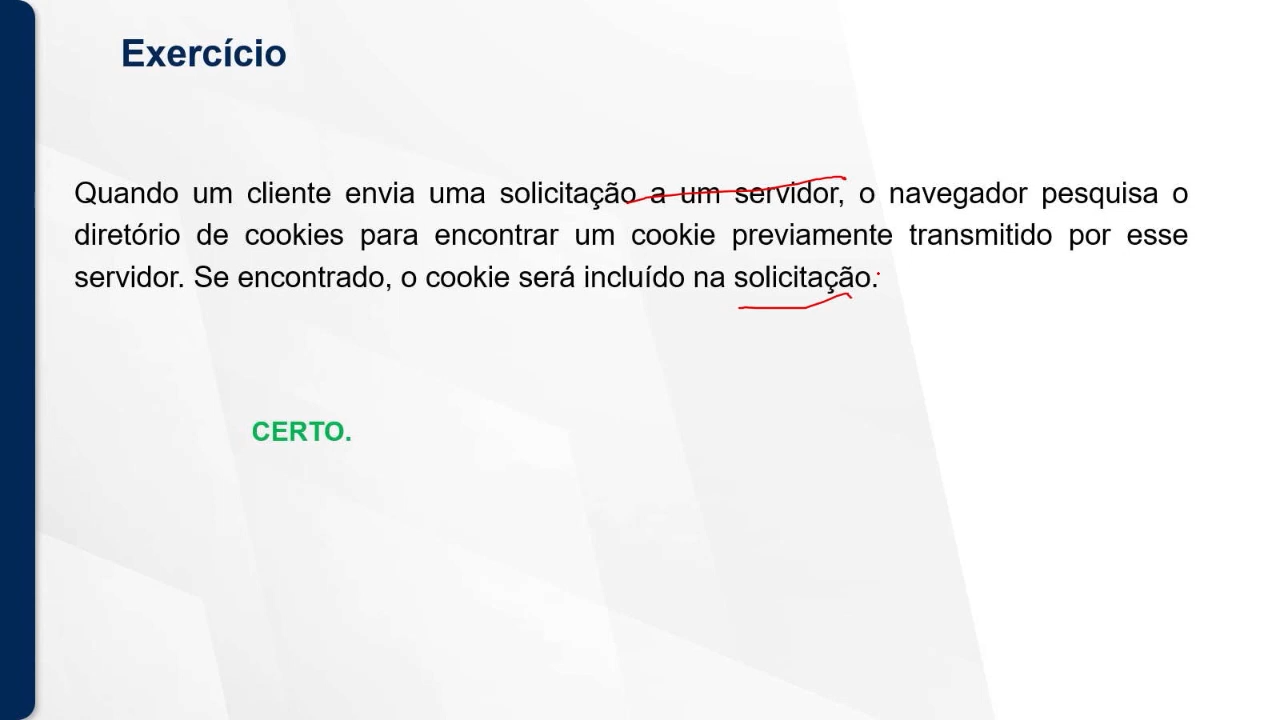 Exercício
Quando um cliente envia uma solicitação a um servidor, o navegador pesquisa o
diretório de cookies para encontrar um cookie previamente transmitido por esse
servidor. Se encontrado, o cookie será incluído na solicitação.
CERTO.